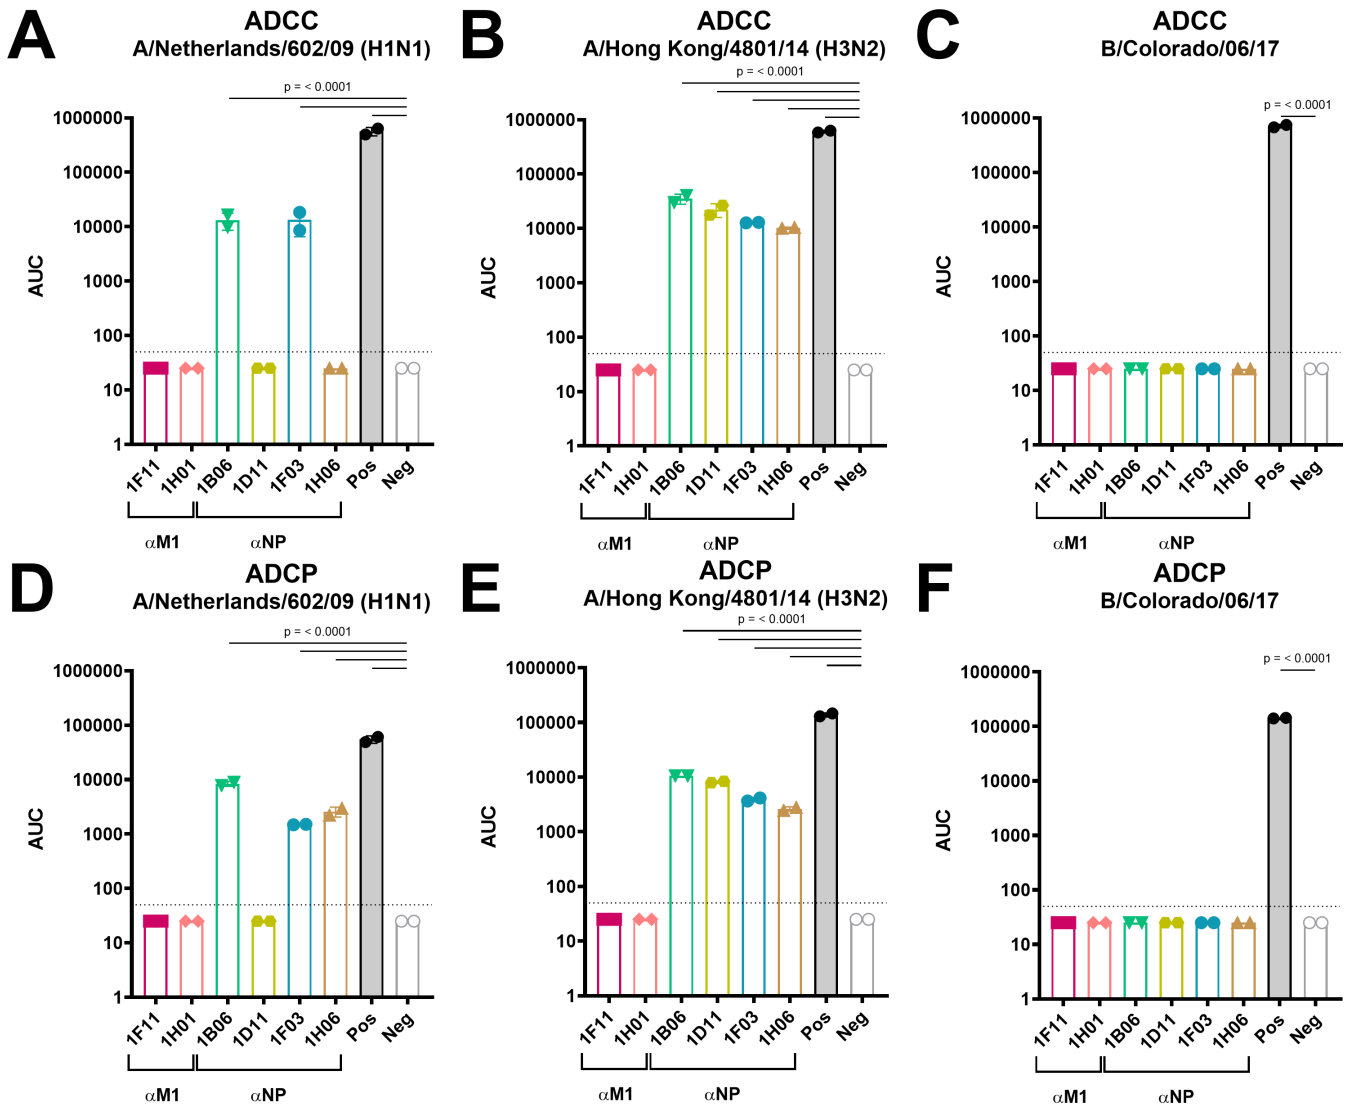 A
ADCC
A/Netherlands/602/09 (H1N1)
p = < 0.0001
AUC
1000000
100000
10000
1000
100
10
1
1F11
1H01
1B06
1D11
1F03
1H06
Pos
Neg
αM1
αNP
B
ADCC
A/Hong Kong/4801/14 (H3N2)
p = < 0.0001
AUC
1000000
100000
10000
1000
100
10
1
1F11
1H01
1B06
1D11
1F03
1H06
Pos
Neg
αM1
αNP
C
ADCC
B/Colorado/06/17
p = < 0.0001
AUC
1000000
100000
10000
1000
100
10
1
1F11
1H01
1B06
1D11
1F03
1H06
Pos
Neg
αM1
αNP
D
ADCP
A/Netherlands/602/09 (H1N1)
p = < 0.0001
AUC
1000000
100000
10000
1000
100
10
1
1F11
1H01
1B06
1D11
1F03
1H06
Pos
Neg
αM1
αNP
E
ADCP
A/Hong Kong/4801/14 (H3N2)
p = < 0.0001
AUC
1000000
100000
10000
1000
100
10
1
1F11
1H01
1B06
1D11
1F03
1H06
Pos
Neg
αM1
αNP
F
ADCP
B/Colorado/06/17
p = < 0.0001
AUC
1000000
100000
10000
1000
100
10
1
1F11
1H01
1B06
1D11
1F03
1H06
Pos
Neg
αM1
αNP